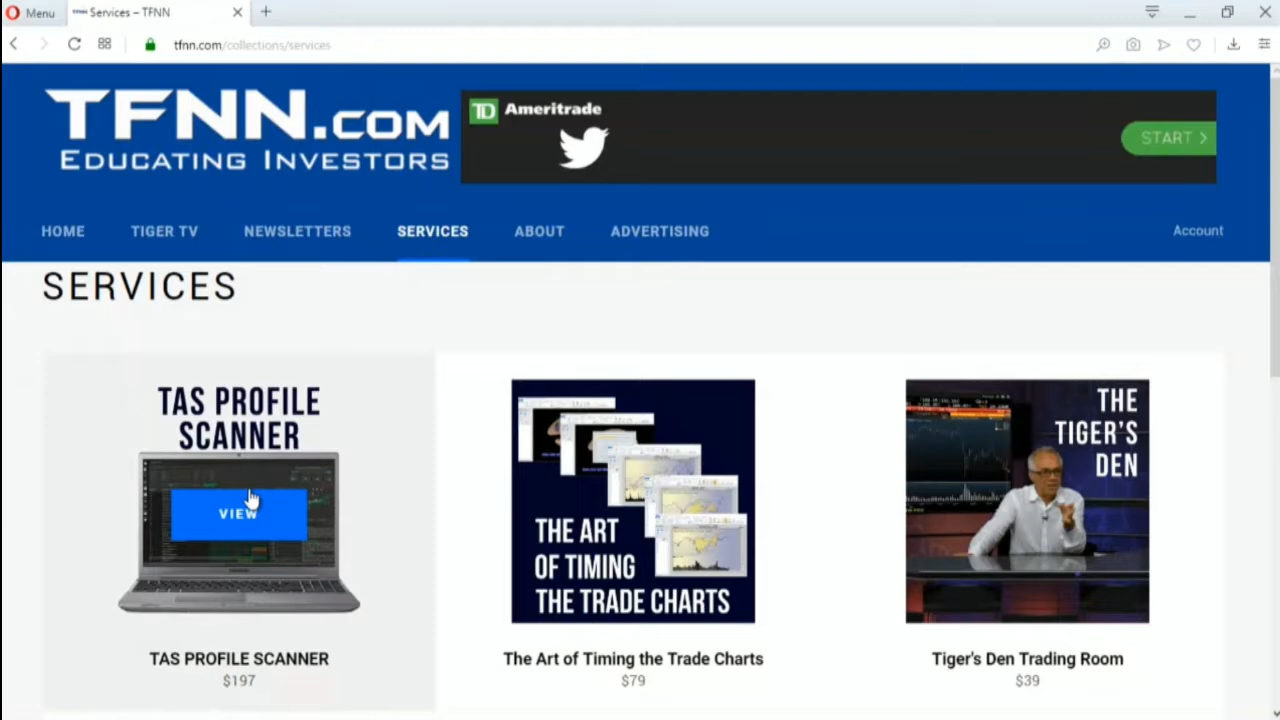 Menu
Services – TFNN
tfnn.com/collections/services
TFNN.COM
EDUCATING INVESTORS
TD Ameritrade
START >
HOME
TIGER TV
NEWSLETTERS
SERVICES
ABOUT
ADVERTISING
Account
SERVICES
TAS PROFILE
SCANNER
VIEW
THE ART
OF TIMING
THE TRADE CHARTS
THE
TIGER'S
DEN
TAS PROFILE SCANNER
$197
The Art of Timing the Trade Charts
$79
Tiger's Den Trading Room
$39